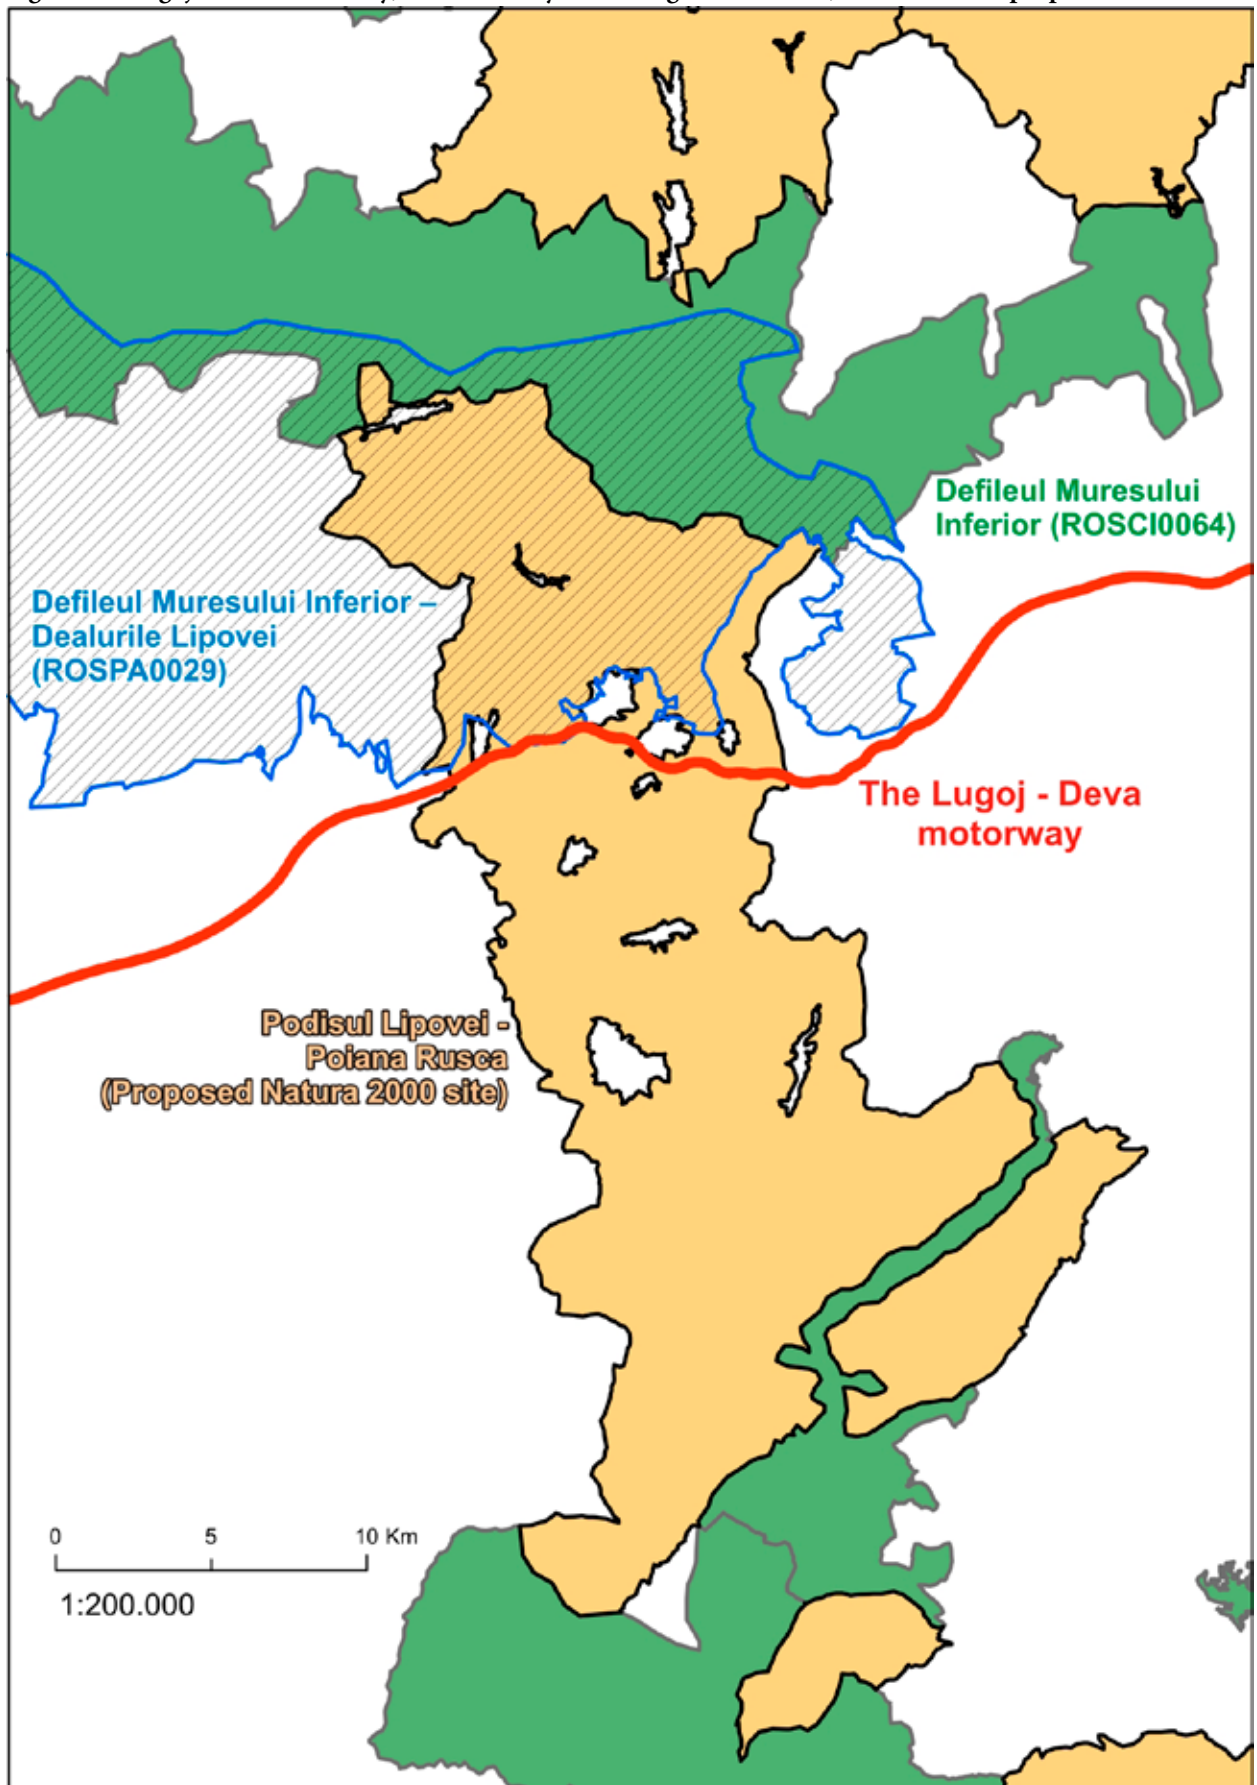 Defileul Muresului
Inferior (ROSCI0064)
Defileul Muresului Inferior –
Dealurile Lipovei
(ROSPA0029)
The Lugoj - Deva
motorway
Podisul Lipovei -
Poiana Rusca
(Proposed Natura 2000 site)
0 5 10 Km
1:200.000